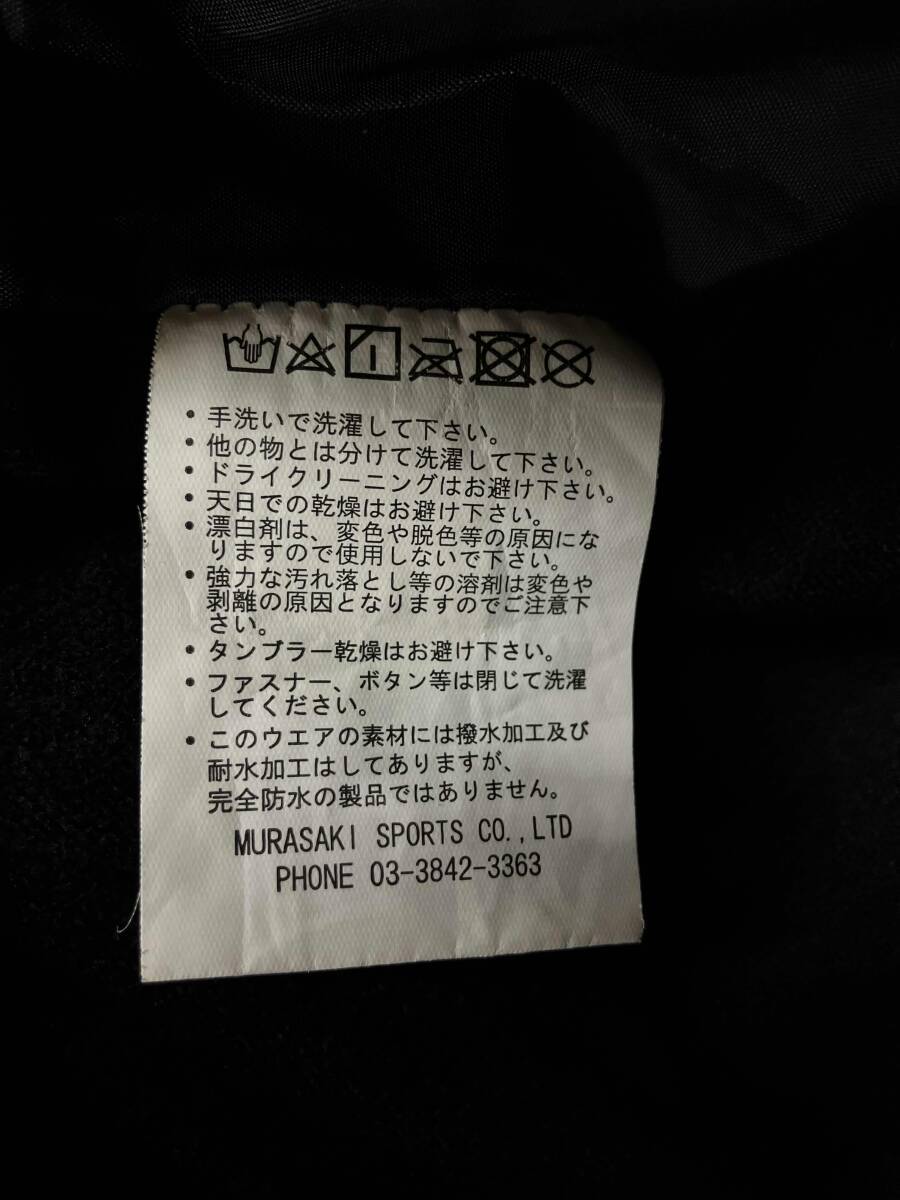 ・手洗いで洗濯して下さい。
・他の物とは分けて洗濯して下さい。
・ドライクリーニングはお避け下さい。
・天日での乾燥はお避け下さい。
・漂白剤は、変色や脱色等の原因にな
りますので使用しないで下さい。
・強力な汚れ落とし等の溶剤は変色や
剥離の原因となりますのでご注意下
さい。
・タンブラー乾燥はお避け下さい。
・ファスナー、ボタン等は閉じて洗濯
してください。
・このウエアの素材には撥水加工及び
耐水加工はしてありますが、
完全防水の製品ではありません。
MURASAKI SPORTS CO.,LTD
PHONE 03-3842-3363